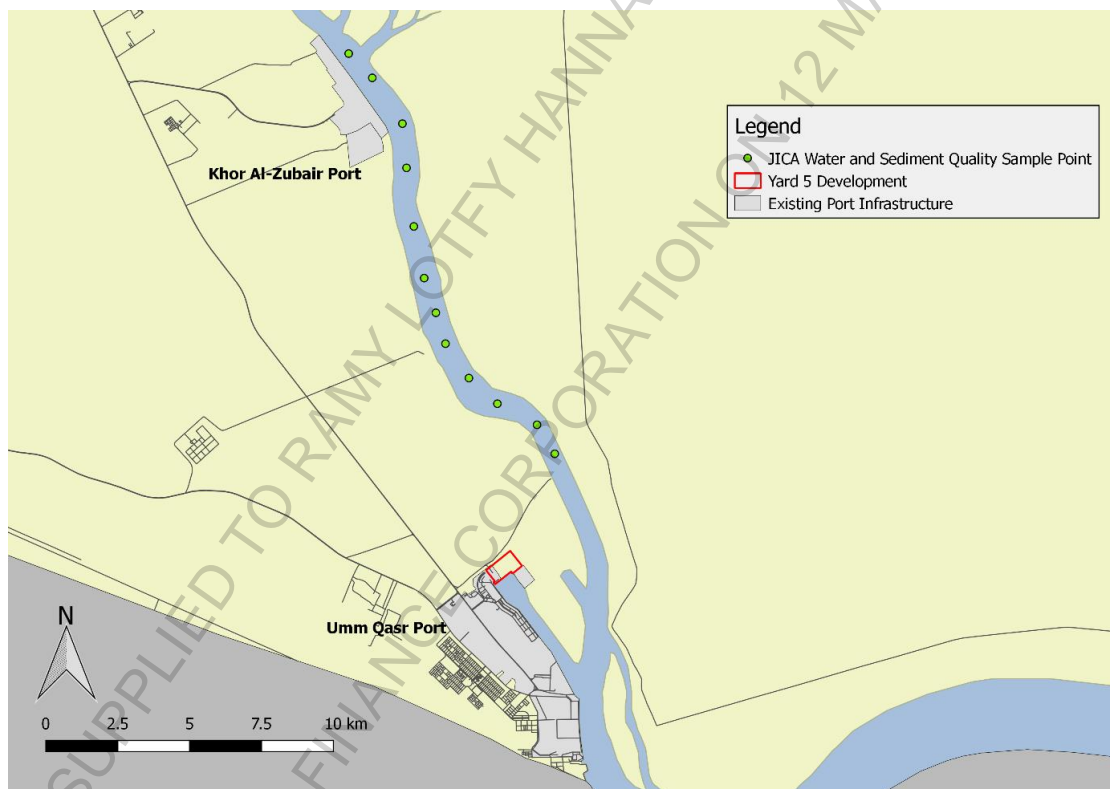 Khor Al-Zubair Port
Legend
JICA Water and Sediment Quality Sample Point
Yard 5 Development
Existing Port Infrastructure
Umm Qasr Port
N
0 2.5 5 7.5 10 km
SUPPLIED TO RAMY LOTFY HANNA
FINANCE CORPORATION ON 12 MA